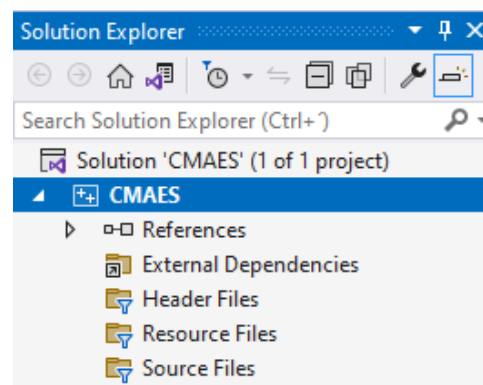 Solution Explorer
Search Solution Explorer (Ctrl+´)
Solution 'CMAES' (1 of 1 project)
CMAES
References
External Dependencies
Header Files
Resource Files
Source Files